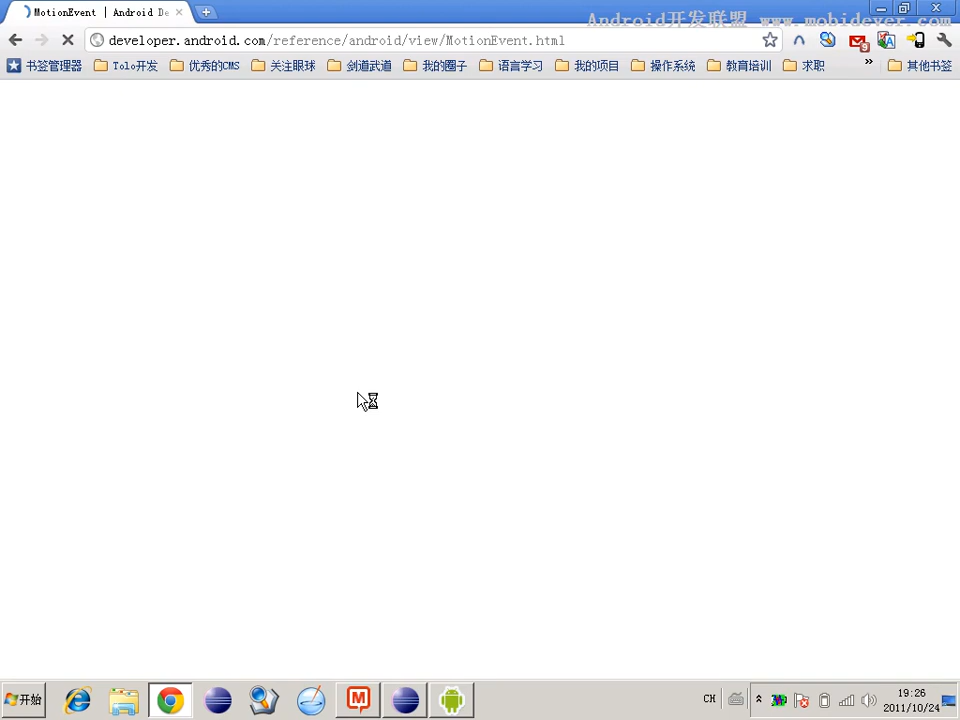 MotionEvent | Android De
Android开发联盟 www.mobidever.com
developer.android.com/reference/android/view/MotionEvent.html
书签管理器 Tolo开发 优秀的CMS 关注眼球 剑道武道 我的圈子 语言学习 我的项目 操作系统 教育培训 求职 » 其他书签
开始
CH
19:26
2011/10/24